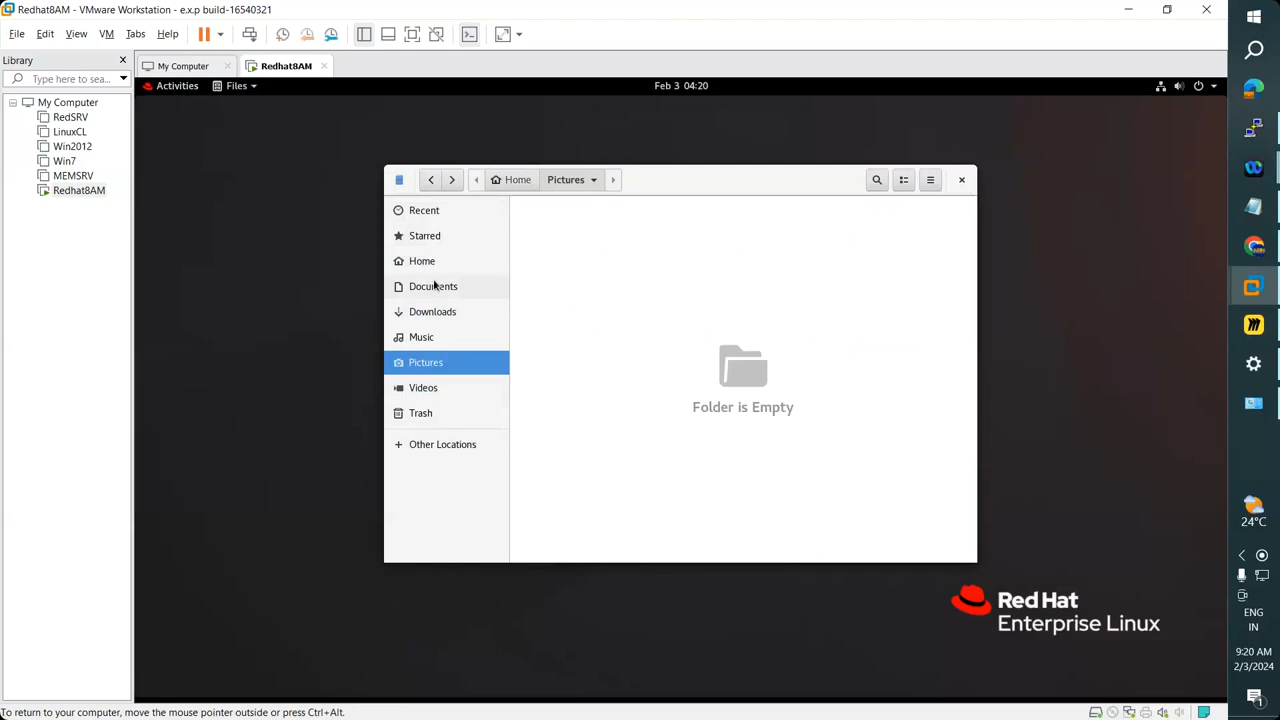 Redhat8AM - VMware Workstation - e.x.p build-16540321
File Edit View VM Tabs Help
Library
Type here to sea...
My Computer
RedSRV
LinuxCL
Win2012
Win7
MEMSRV
Redhat8AM
My Computer
Redhat8AM
Activities
Files
Feb 3 04:20
Home
Pictures
Recent
Starred
Home
Documents
Downloads
Music
Pictures
Videos
Trash
Other Locations
Folder is Empty
Red Hat
Enterprise Linux
24°C
ENG
IN
9:20 AM
2/3/2024
1
To return to your computer, move the mouse pointer outside or press Ctrl+Alt.